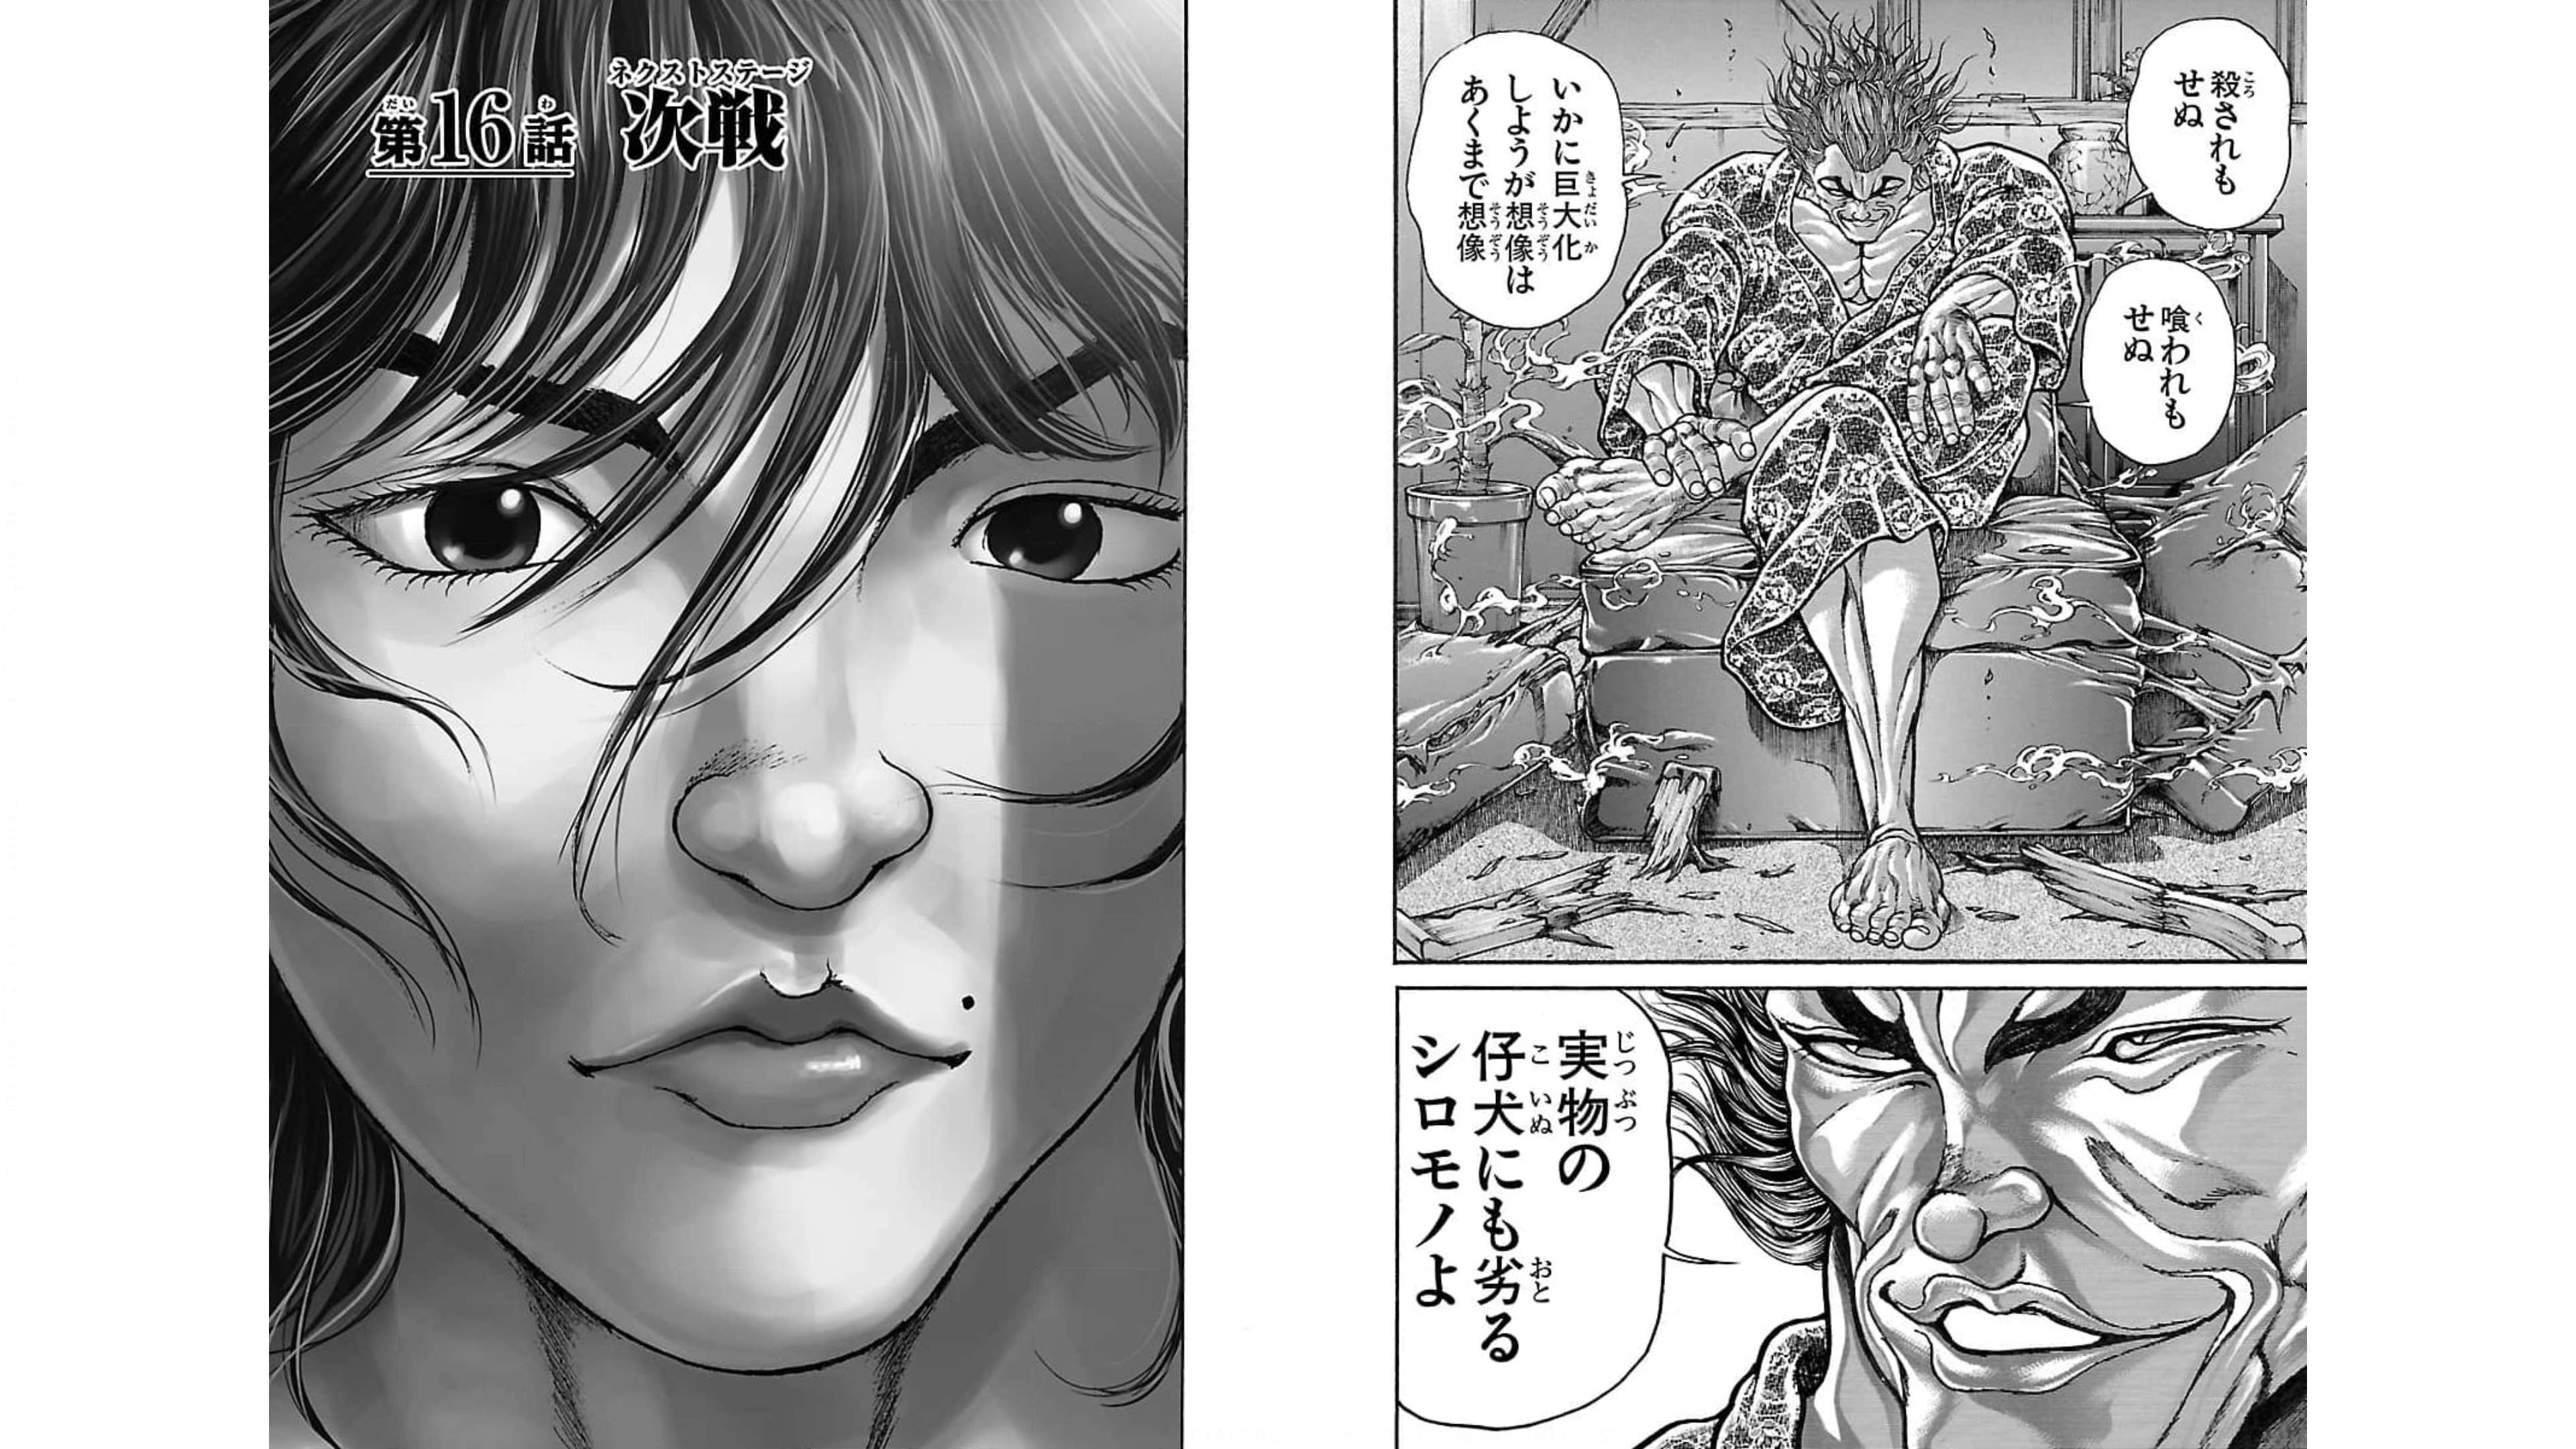 殺されも
せぬ
喰われも
せぬ
いかに巨大化
しようが想像は
あくまで想像
実物の
仔犬にも劣る
シロモノよ
第16話
次戦
ネクストステージ